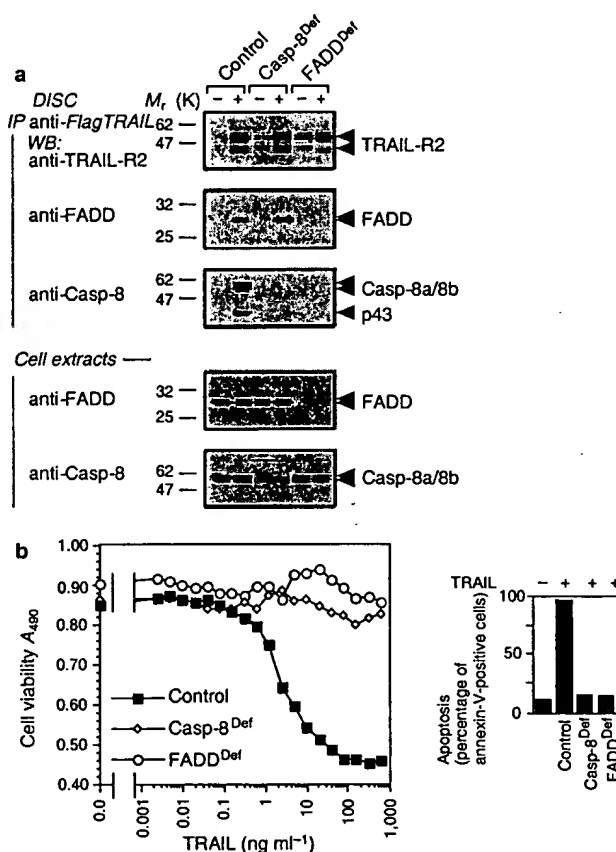 a
Control Casp-8Def FADDDef
DISC Mr (K) − + − + − +
IP anti-FlagTRAIL
WB:
anti-TRAIL-R2
62
47
TRAIL-R2
anti-FADD
32
25
FADD
anti-Casp-8
62
47
Casp-8a/8b
p43
Cell extracts
anti-FADD
32
25
FADD
anti-Casp-8
62
47
Casp-8a/8b
b
Cell viability A490
1.00
0.90
0.80
0.70
0.60
0.50
0.40
Control
Casp-8Def
FADDDef
0.0 0.001 0.01 0.1 1 10 100 1,000
TRAIL (ng ml−1)
TRAIL − + + +
Apoptosis
(percentage of
annexin-V-positive cells)
100
50
0
Control
Casp-8Def
FADDDef